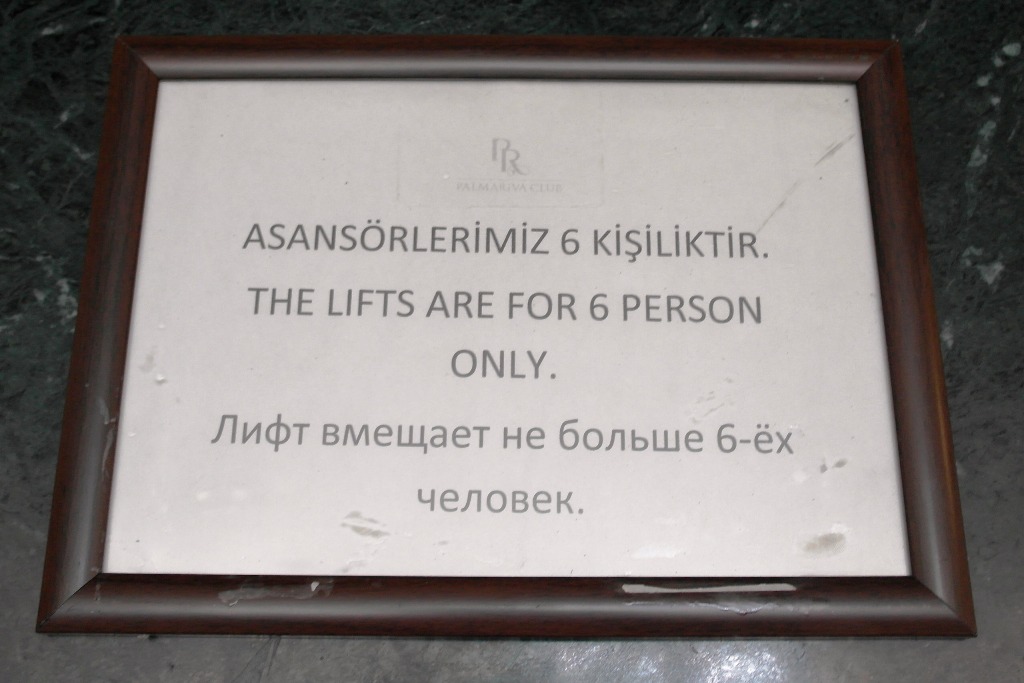 PR
PALMARIVA CLUB
ASANSÖRLERİMİZ 6 KİŞİLİKTİR.
THE LIFTS ARE FOR 6 PERSON
ONLY.
Лифт вмещает не больше 6-ёх
человек.